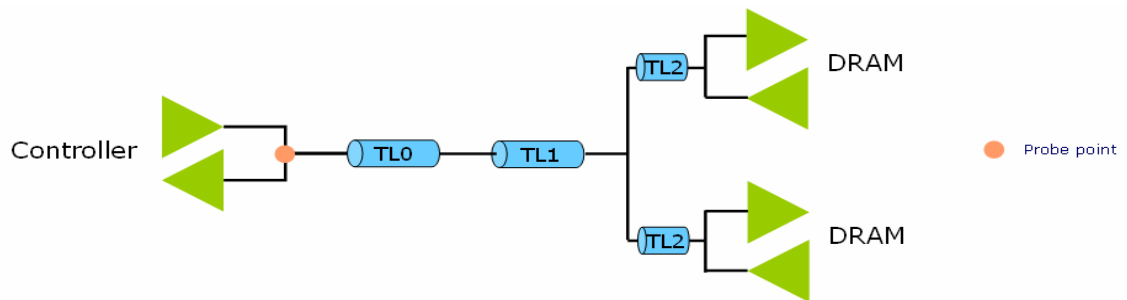 TL2
DRAM
Controller
TL0
TL1
Probe point
TL2
DRAM